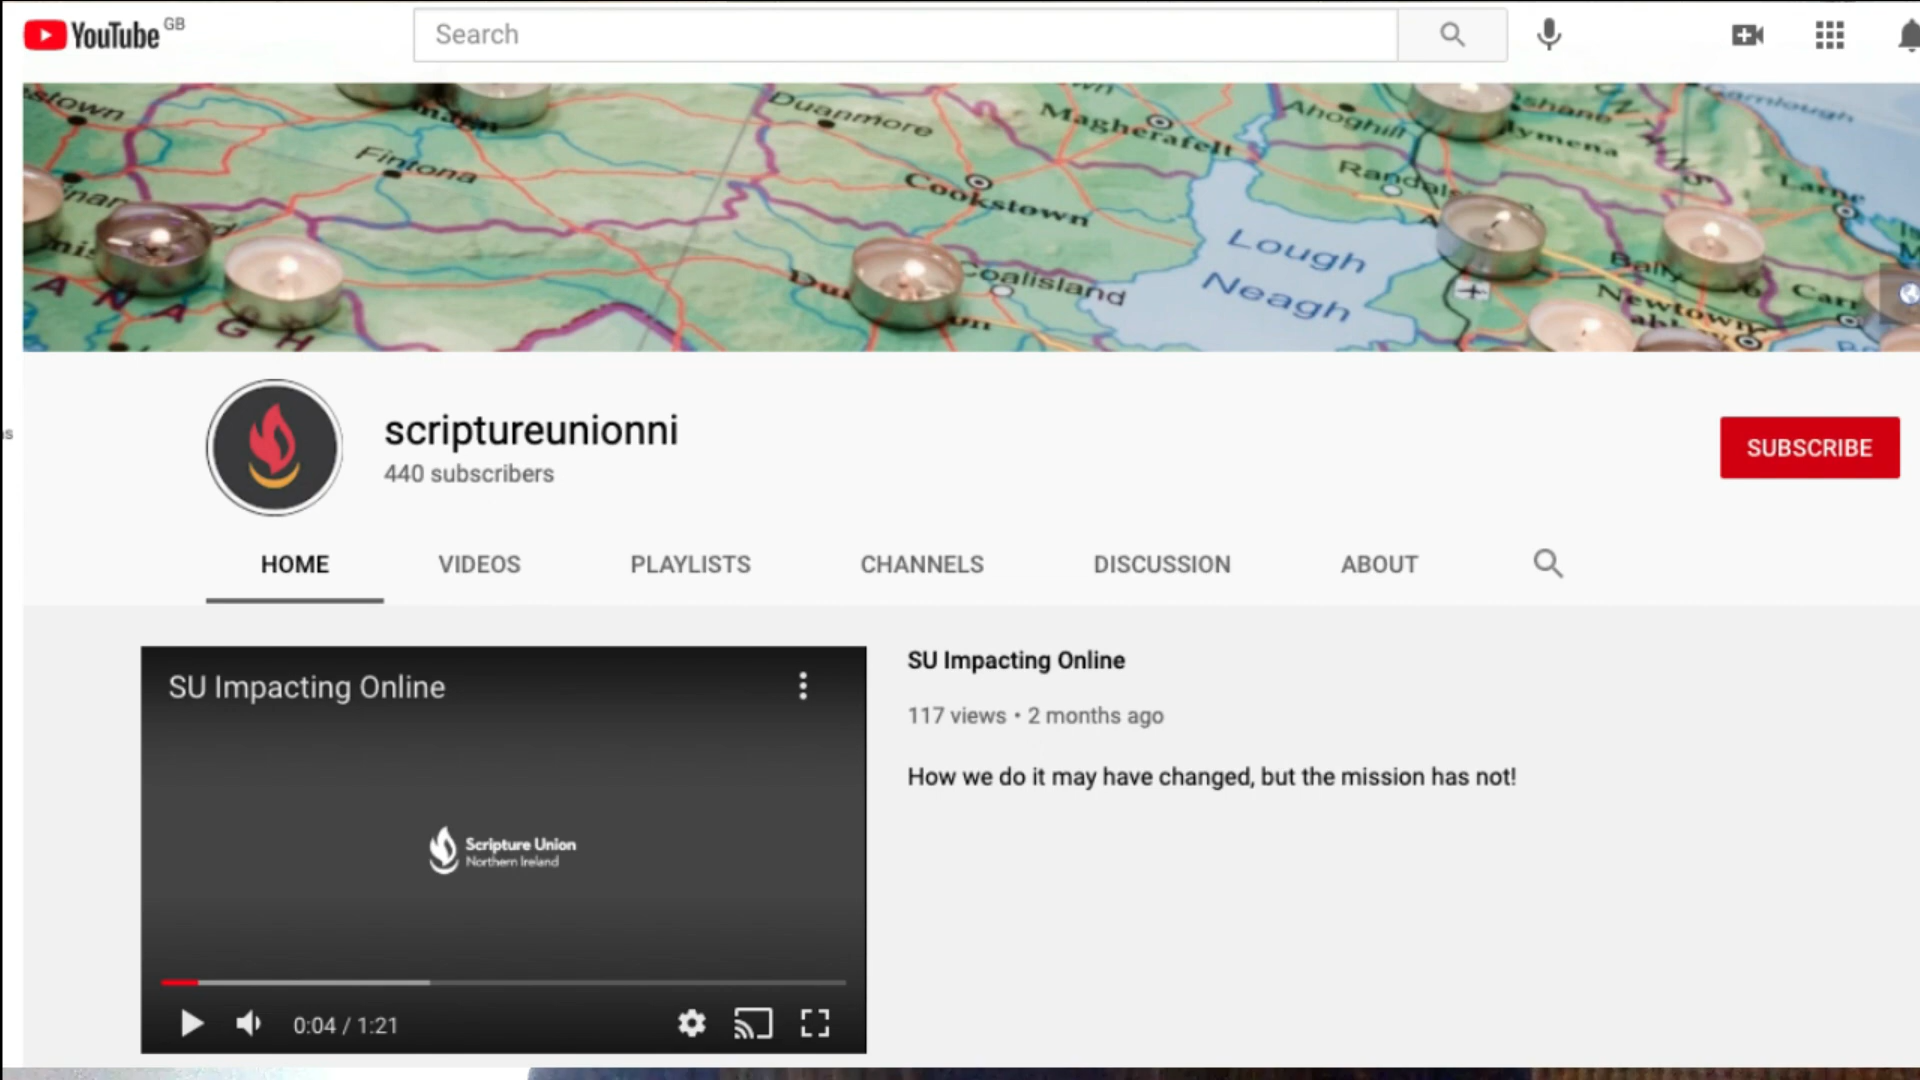 YouTube GB
Search
Duanmore
Magherafelt
Ahoghill
Fintona
Cookstown
Larne
Lough
Neagh
Coalisland
scriptureunionni
440 subscribers
SUBSCRIBE
HOME VIDEOS PLAYLISTS CHANNELS DISCUSSION ABOUT
SU Impacting Online
SU Impacting Online
117 views • 2 months ago
How we do it may have changed, but the mission has not!
Scripture Union
Northern Ireland
0:04 / 1:21